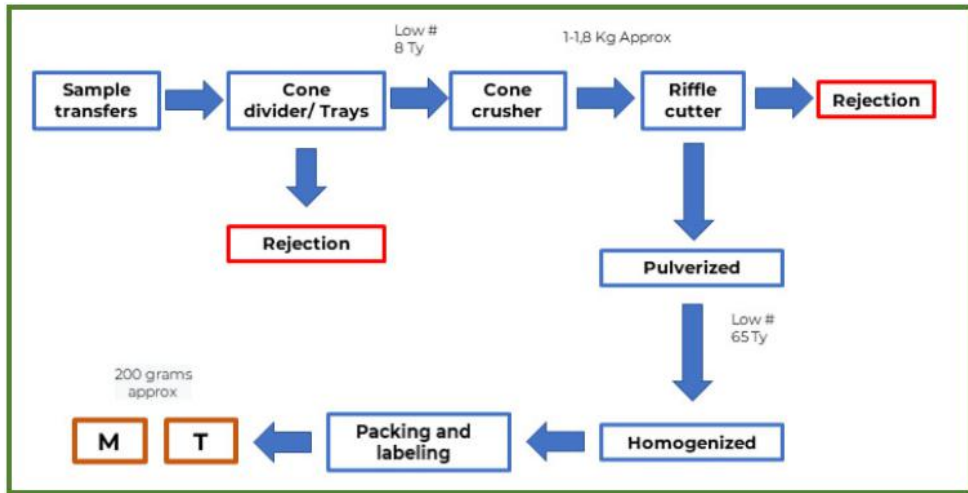 Low #
8 Ty
1-1,8 Kg Approx
Sample
transfers
Cone
divider/ Trays
Cone
crusher
Riffle
cutter
Rejection
Rejection
Pulverized
Low #
65 Ty
200 grams
approx
M
T
Packing and
labeling
Homogenized